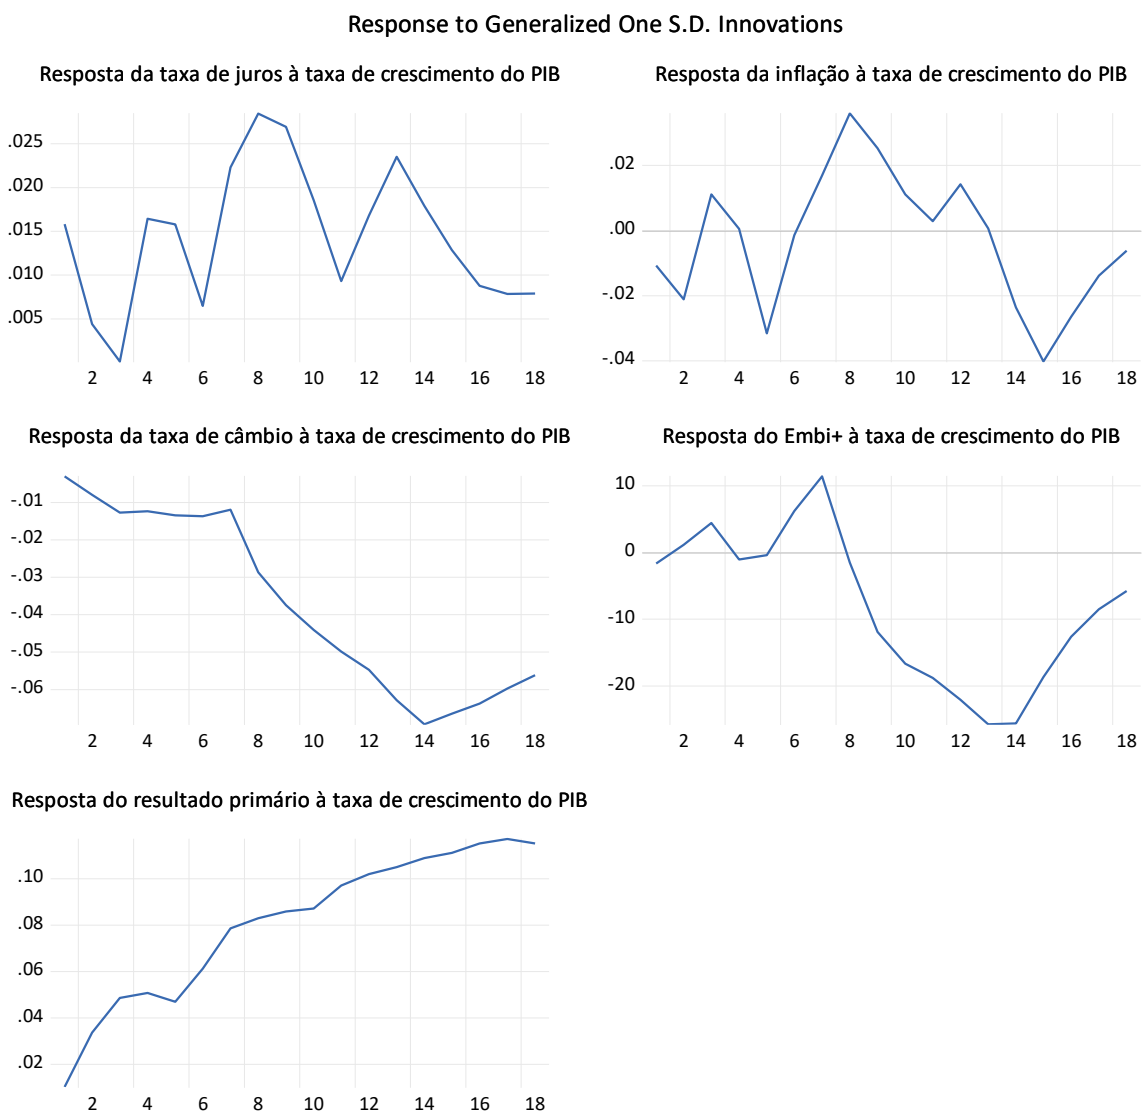 Response to Generalized One S.D. Innovations
Resposta da taxa de juros à taxa de crescimento do PIB
.025
.020
.015
.010
.005
2 4 6 8 10 12 14 16 18
Resposta da inflação à taxa de crescimento do PIB
.02
.00
-.02
-.04
2 4 6 8 10 12 14 16 18
Resposta da taxa de câmbio à taxa de crescimento do PIB
-.01
-.02
-.03
-.04
-.05
-.06
2 4 6 8 10 12 14 16 18
Resposta do Embi+ à taxa de crescimento do PIB
10
0
-10
-20
2 4 6 8 10 12 14 16 18
Resposta do resultado primário à taxa de crescimento do PIB
.10
.08
.06
.04
.02
2 4 6 8 10 12 14 16 18